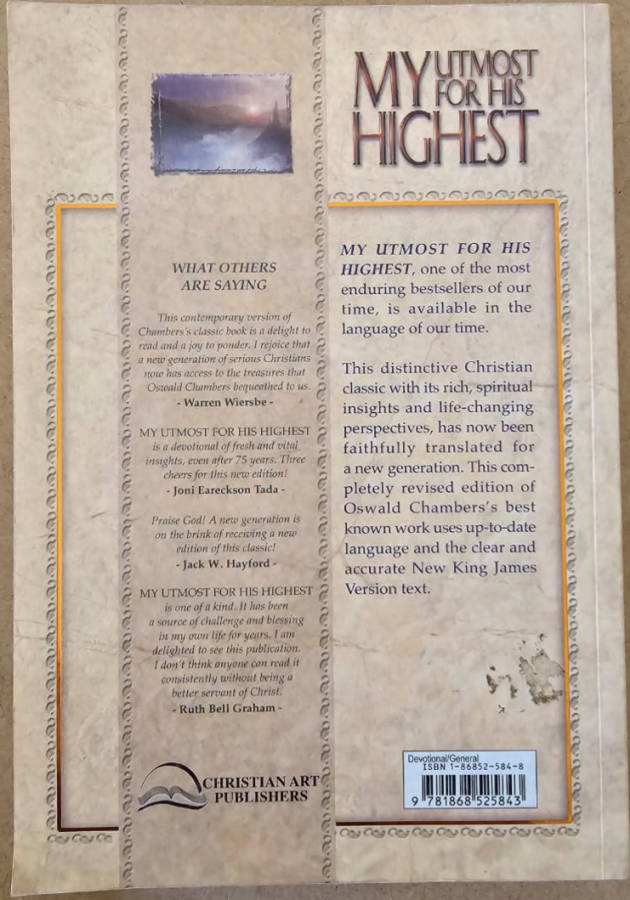 MY UTMOST
FOR HIS
HIGHEST
WHAT OTHERS
ARE SAYING
This contemporary version of
Chambers's classic book is a delight to
read and a joy to ponder. I rejoice that
a new generation of serious Christians
now has access to the treasures that
Oswald Chambers bequeathed to us.
- Warren Wiersbe -
MY UTMOST FOR HIS HIGHEST
is a devotional of fresh and vital
insights, even after 75 years. Three
cheers for this new edition!
- Joni Eareckson Tada -
Praise God! A new generation is
on the brink of receiving a new
edition of this classic!
- Jack W. Hayford -
MY UTMOST FOR HIS HIGHEST
is one of a kind. It has been
a source of challenge and blessing
in my own life for years. I am
delighted to see this publication.
I don't think anyone can read it
consistently without being a
better servant of Christ.
- Ruth Bell Graham -
CHRISTIAN ART
PUBLISHERS
MY UTMOST FOR HIS
HIGHEST, one of the most
enduring bestsellers of our
time, is available in the
language of our time.
This distinctive Christian
classic with its rich, spiritual
insights and life-changing
perspectives, has now been
faithfully translated for
a new generation. This com-
pletely revised edition of
Oswald Chambers's best
known work uses up-to-date
language and the clear and
accurate New King James
Version text.
Devotional/General
ISBN 1-86852-584-8
9 781868 525843